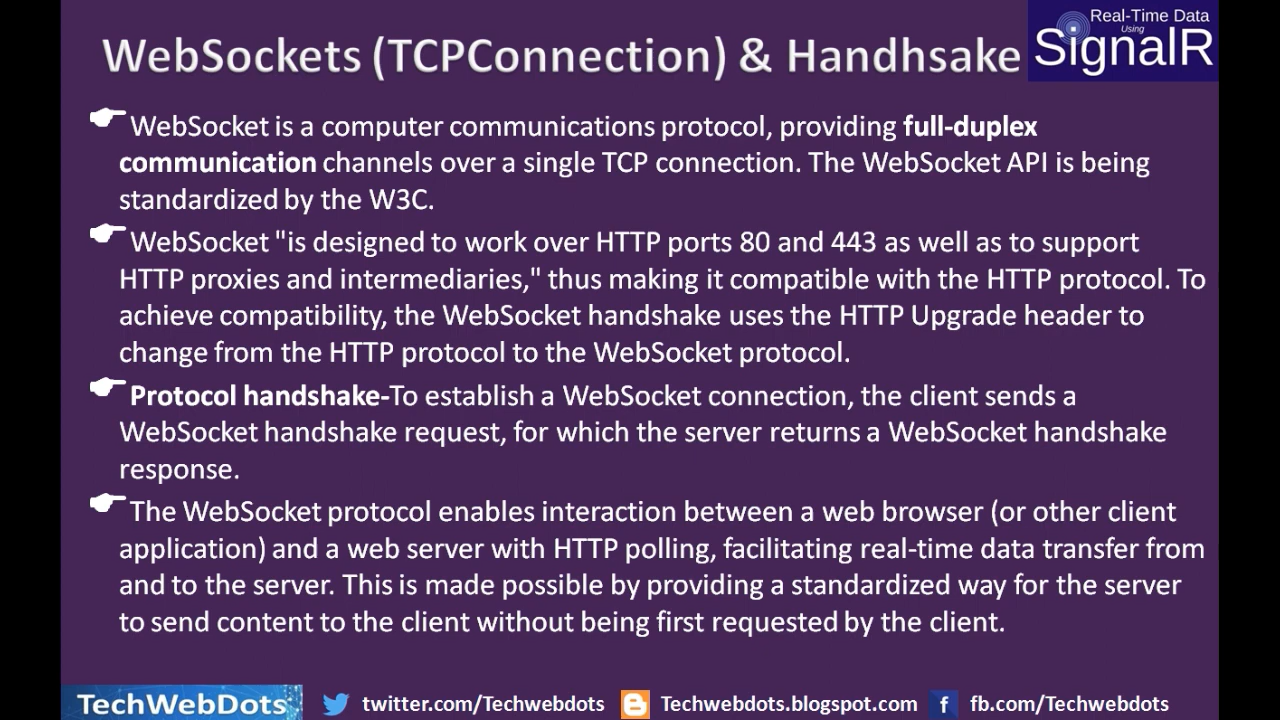 WebSockets (TCPConnection) & Handhsake
Real-Time Data
Using
SignalR
WebSocket is a computer communications protocol, providing full-duplex
communication channels over a single TCP connection. The WebSocket API is being
standardized by the W3C.
WebSocket "is designed to work over HTTP ports 80 and 443 as well as to support
HTTP proxies and intermediaries," thus making it compatible with the HTTP protocol. To
achieve compatibility, the WebSocket handshake uses the HTTP Upgrade header to
change from the HTTP protocol to the WebSocket protocol.
Protocol handshake-To establish a WebSocket connection, the client sends a
WebSocket handshake request, for which the server returns a WebSocket handshake
response.
The WebSocket protocol enables interaction between a web browser (or other client
application) and a web server with HTTP polling, facilitating real-time data transfer from
and to the server. This is made possible by providing a standardized way for the server
to send content to the client without being first requested by the client.
TechWebDots twitter.com/Techwebdots Techwebdots.blogspot.com fb.com/Techwebdots